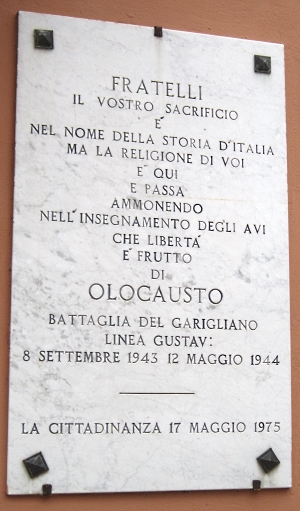 FRATELLI
IL VOSTRO SACRIFICIO
È
NEL NOME DELLA STORIA D'ITALIA
MA LA RELIGIONE DI VOI
È QUI
E PASSA
AMMONENDO
NELL'INSEGNAMENTO DEGLI AVI
CHE LIBERTÀ
È FRUTTO
DI
OLOCAUSTO
BATTAGLIA DEL GARIGLIANO
LINEA GUSTAV:
8 SETTEMBRE 1943 12 MAGGIO 1944
LA CITTADINANZA 17 MAGGIO 1975